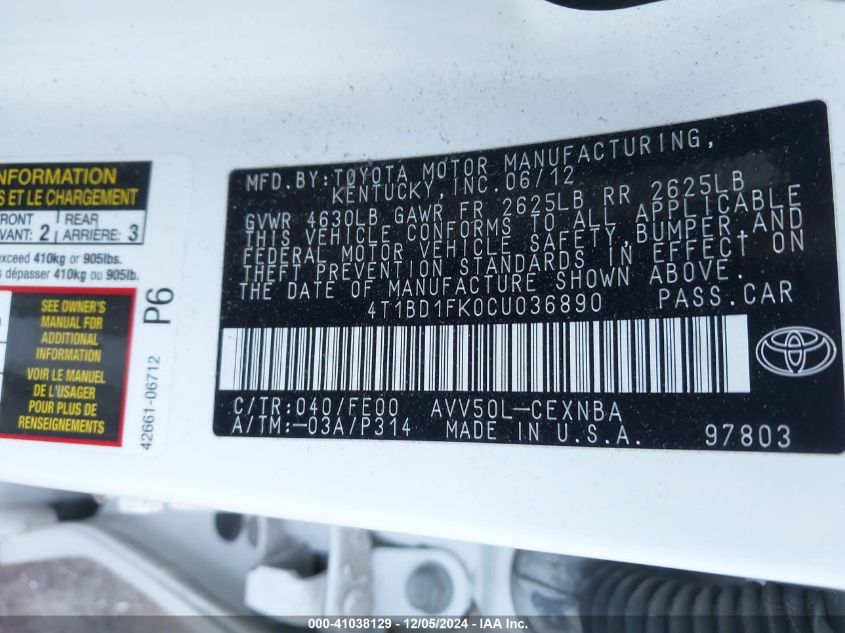 INFORMATION
S ET LE CHARGEMENT
FRONT 2 REAR 3
VANT: ARRIÈRE:
exceed 410kg or 905lbs.
s dépasser 410kg ou 905lb.
SEE OWNER'S
MANUAL FOR
ADDITIONAL
INFORMATION
VOIR LE MANUEL
DE L'USAGER
POUR PLUS DE
RENSEIGNEMENTS
42661-06712 P6
MFD.BY:TOYOTA MOTOR MANUFACTURING,
KENTUCKY,INC.06/12
GVWR 4630LB GAWR FR 2625LB RR 2625LB
THIS VEHICLE CONFORMS TO ALL APPLICABLE
FEDERAL MOTOR VEHICLE SAFETY,BUMPER,AND
THEFT PREVENTION STANDARDS IN EFFECT ON
THE DATE OF MANUFACTURE SHOWN ABOVE.
4T1BD1FK0CU036890 PASS.CAR
C/TR:040/FE00 AVV50L-CEXNBA
A/TM:-03A/P314 MADE IN U.S.A. 97803
000-41038129 - 12/05/2024 - IAA Inc.